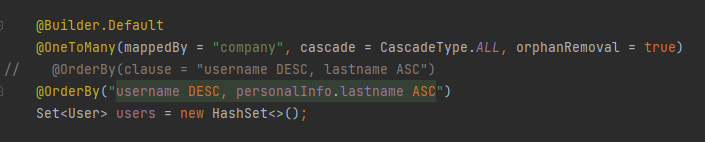 @Builder.Default
@OneToMany(mappedBy = "company", cascade = CascadeType.ALL, orphanRemoval = true)
//    @OrderBy(clause = "username DESC, lastname ASC")
@OrderBy("username DESC, personalInfo.lastname ASC")
Set<User> users = new HashSet<>();